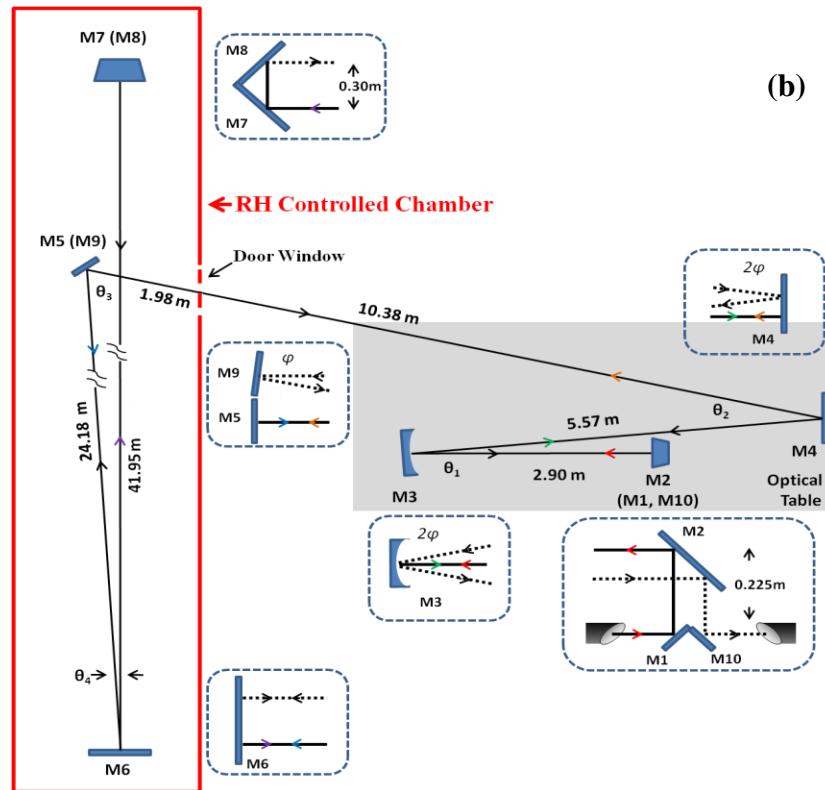 M7 (M8)
M8
0.30m
M7
(b)
RH Controlled Chamber
M5 (M9)
Door Window
θ3
1.98 m
10.38 m
2φ
M4
M9
φ
M5
24.18 m
41.95 m
5.57 m
θ2
M4
θ1
2.90 m
M3
M2
(M1, M10)
Optical
Table
2φ
M3
M2
0.225m
M1
M10
θ4
M6
M6